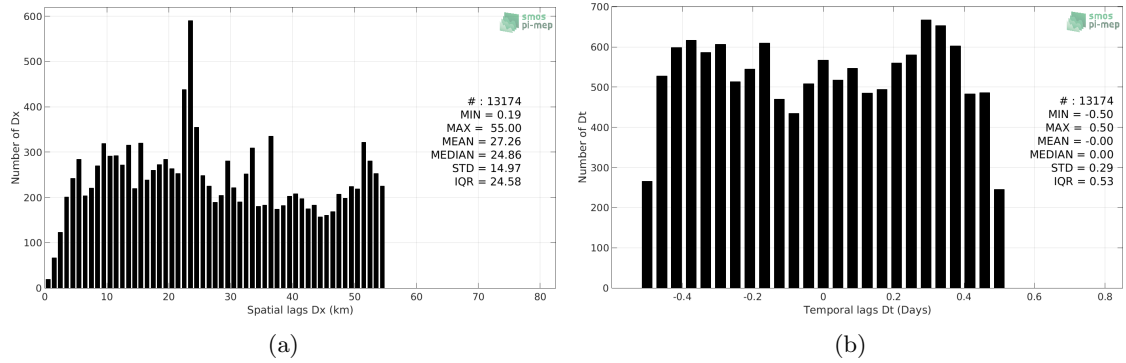 smos
pi-mep
600
500
400
300
200
100
0
Number of Dx
# : 13174
MIN = 0.19
MAX = 55.00
MEAN = 27.26
MEDIAN = 24.86
STD = 14.97
IQR = 24.58
0 10 20 30 40 50 60 70 80
Spatial lags Dx (km)
(a)
smos
pi-mep
700
600
500
400
300
200
100
0
Number of Dt
# : 13174
MIN = -0.50
MAX = 0.50
MEAN = -0.00
MEDIAN = 0.00
STD = 0.29
IQR = 0.53
-0.4 -0.2 0 0.2 0.4 0.6 0.8
Temporal lags Dt (Days)
(b)